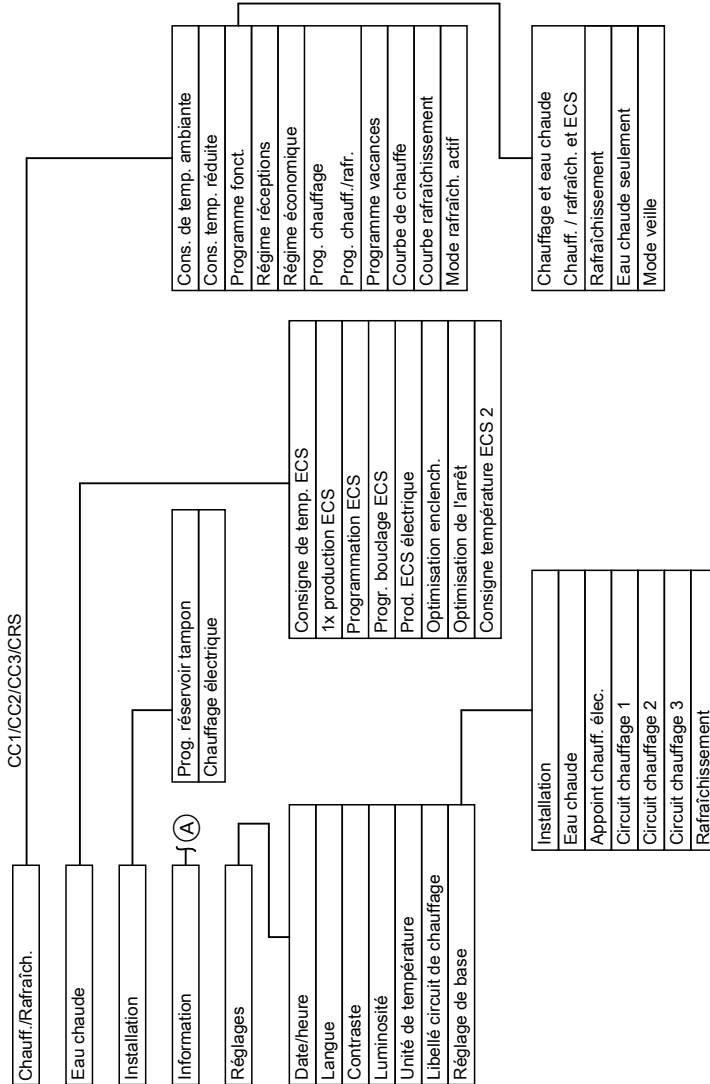 Chauff./Rafraîch.
CC1/CC2/CC3/CRS
Cons. de temp. ambiante
Cons. temp. réduite
Programme fonct.
Régime réceptions
Régime économique
Prog. chauffage
Prog. chauff./rafr.
Programme vacances
Courbe de chauffe
Courbe rafraîchissement
Mode rafraîch. actif
Chauffage et eau chaude
Chauff. / rafraîch. et ECS
Rafraîchissement
Eau chaude seulement
Mode veille
Eau chaude
Consigne de temp. ECS
1x production ECS
Programmation ECS
Progr. bouclage ECS
Prod. ECS électrique
Optimisation enclench.
Optimisation de l'arrêt
Consigne température ECS 2
Installation
Prog. réservoir tampon
Chauffage électrique
Information
A
Réglages
Date/heure
Langue
Contraste
Luminosité
Unité de température
Libellé circuit de chauffage
Réglage de base
Installation
Eau chaude
Appoint chauff. élec.
Circuit chauffage 1
Circuit chauffage 2
Circuit chauffage 3
Rafraîchissement